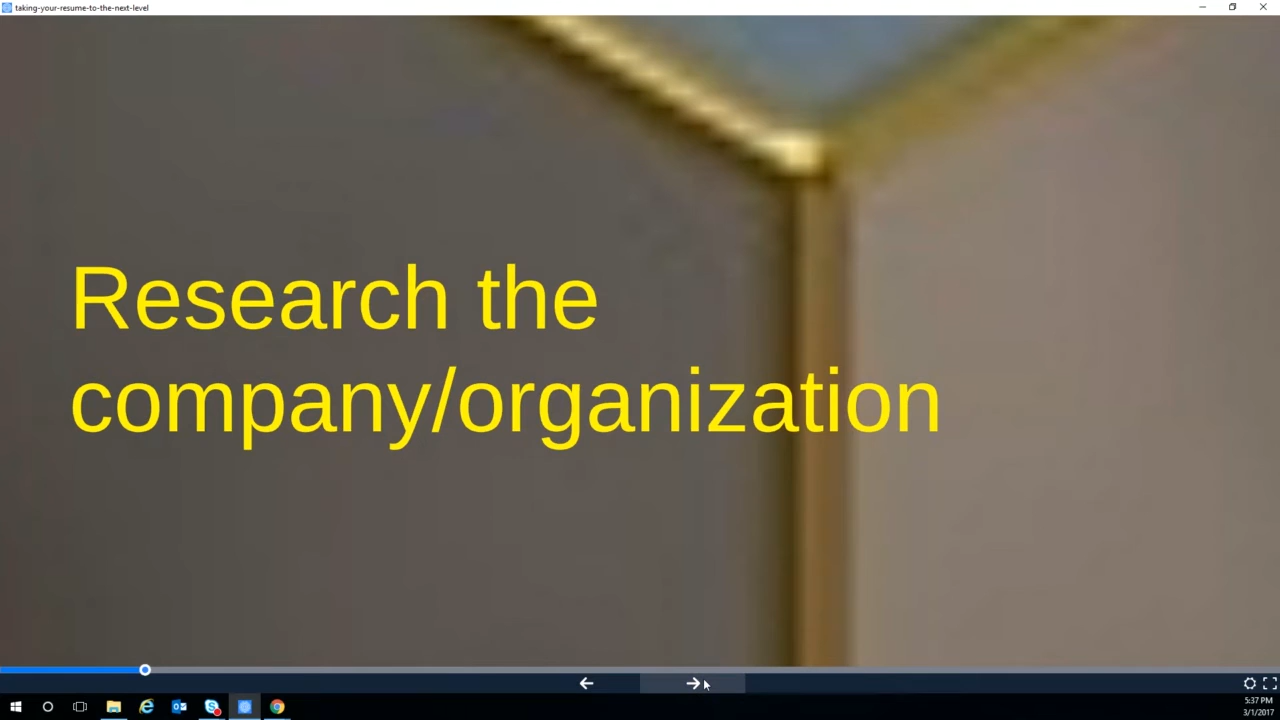 taking-your-resume-to-the-next-level
Research the
company/organization
5:37 PM
3/1/2017